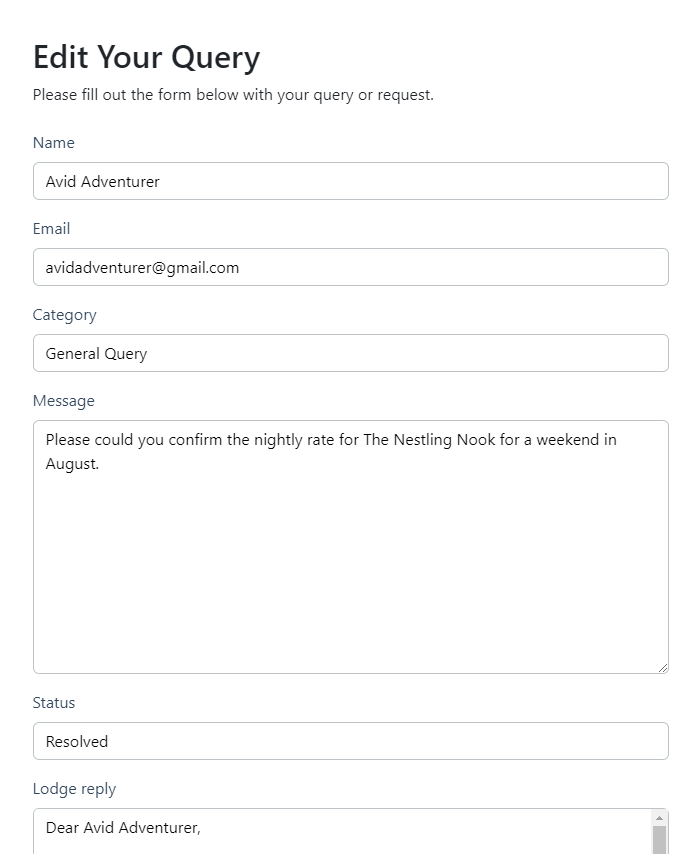 Edit Your Query
Please fill out the form below with your query or request.
Name
Avid Adventurer
Email
avidadventurer@gmail.com
Category
General Query
Message
Please could you confirm the nightly rate for The Nestling Nook for a weekend in
August.
Status
Resolved
Lodge reply
Dear Avid Adventurer,